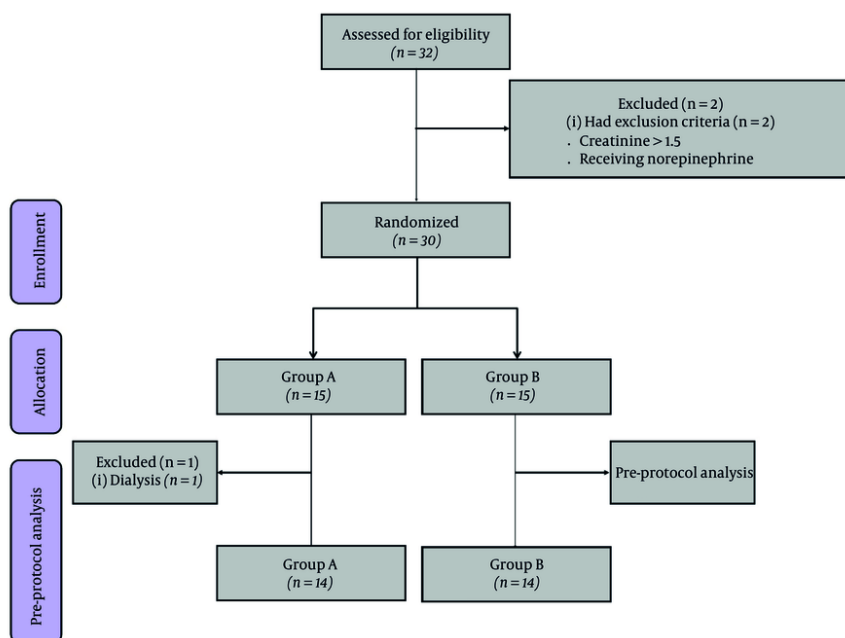 Assessed for eligibility
(n = 32)
Excluded (n = 2)
(i) Had exclusion criteria (n = 2)
. Creatinine > 1.5
. Receiving norepinephrine
Enrollment
Randomized
(n = 30)
Allocation
Group A
(n = 15)
Group B
(n = 15)
Pre-protocol analysis
Excluded (n = 1)
(i) Dialysis (n = 1)
Pre-protocol analysis
Group A
(n = 14)
Group B
(n = 14)